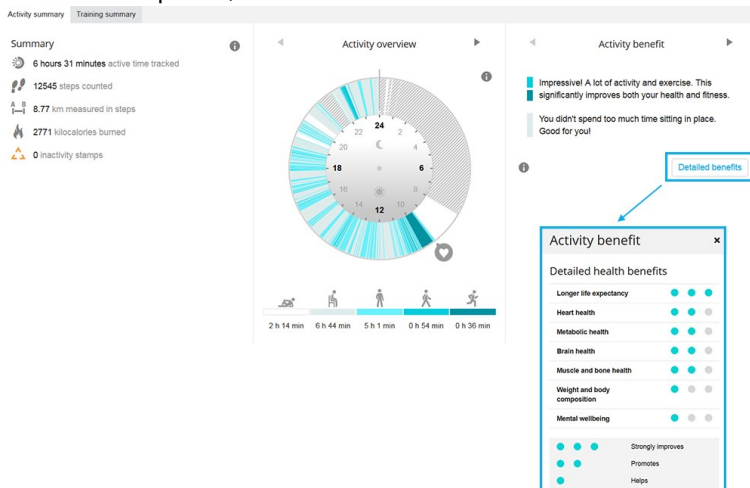 Activity summary
Training summary
Summary
6 hours 31 minutes active time tracked
12545 steps counted
A B
8.77 km measured in steps
2771 kilocalories burned
0 inactivity stamps
Activity overview
24
2
4
6
8
10
12
14
16
18
20
22
2 h 14 min
6 h 44 min
5 h 1 min
0 h 54 min
0 h 36 min
Activity benefit
Impressive! A lot of activity and exercise. This
significantly improves both your health and fitness.
You didn't spend too much time sitting in place.
Good for you!
Detailed benefits
Activity benefit
×
Detailed health benefits
Longer life expectancy
Heart health
Metabolic health
Brain health
Muscle and bone health
Weight and body
composition
Mental wellbeing
Strongly improves
Promotes
Helps